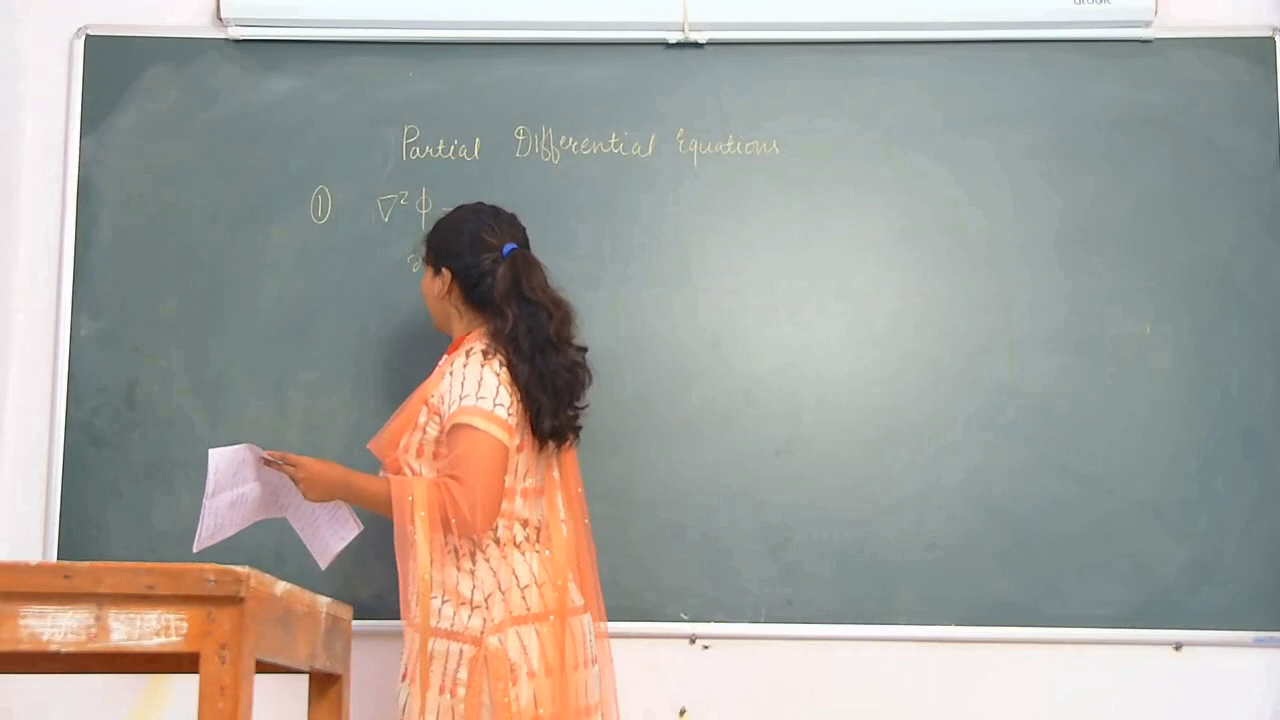 Partial Differential Equations
① ∇²ϕ